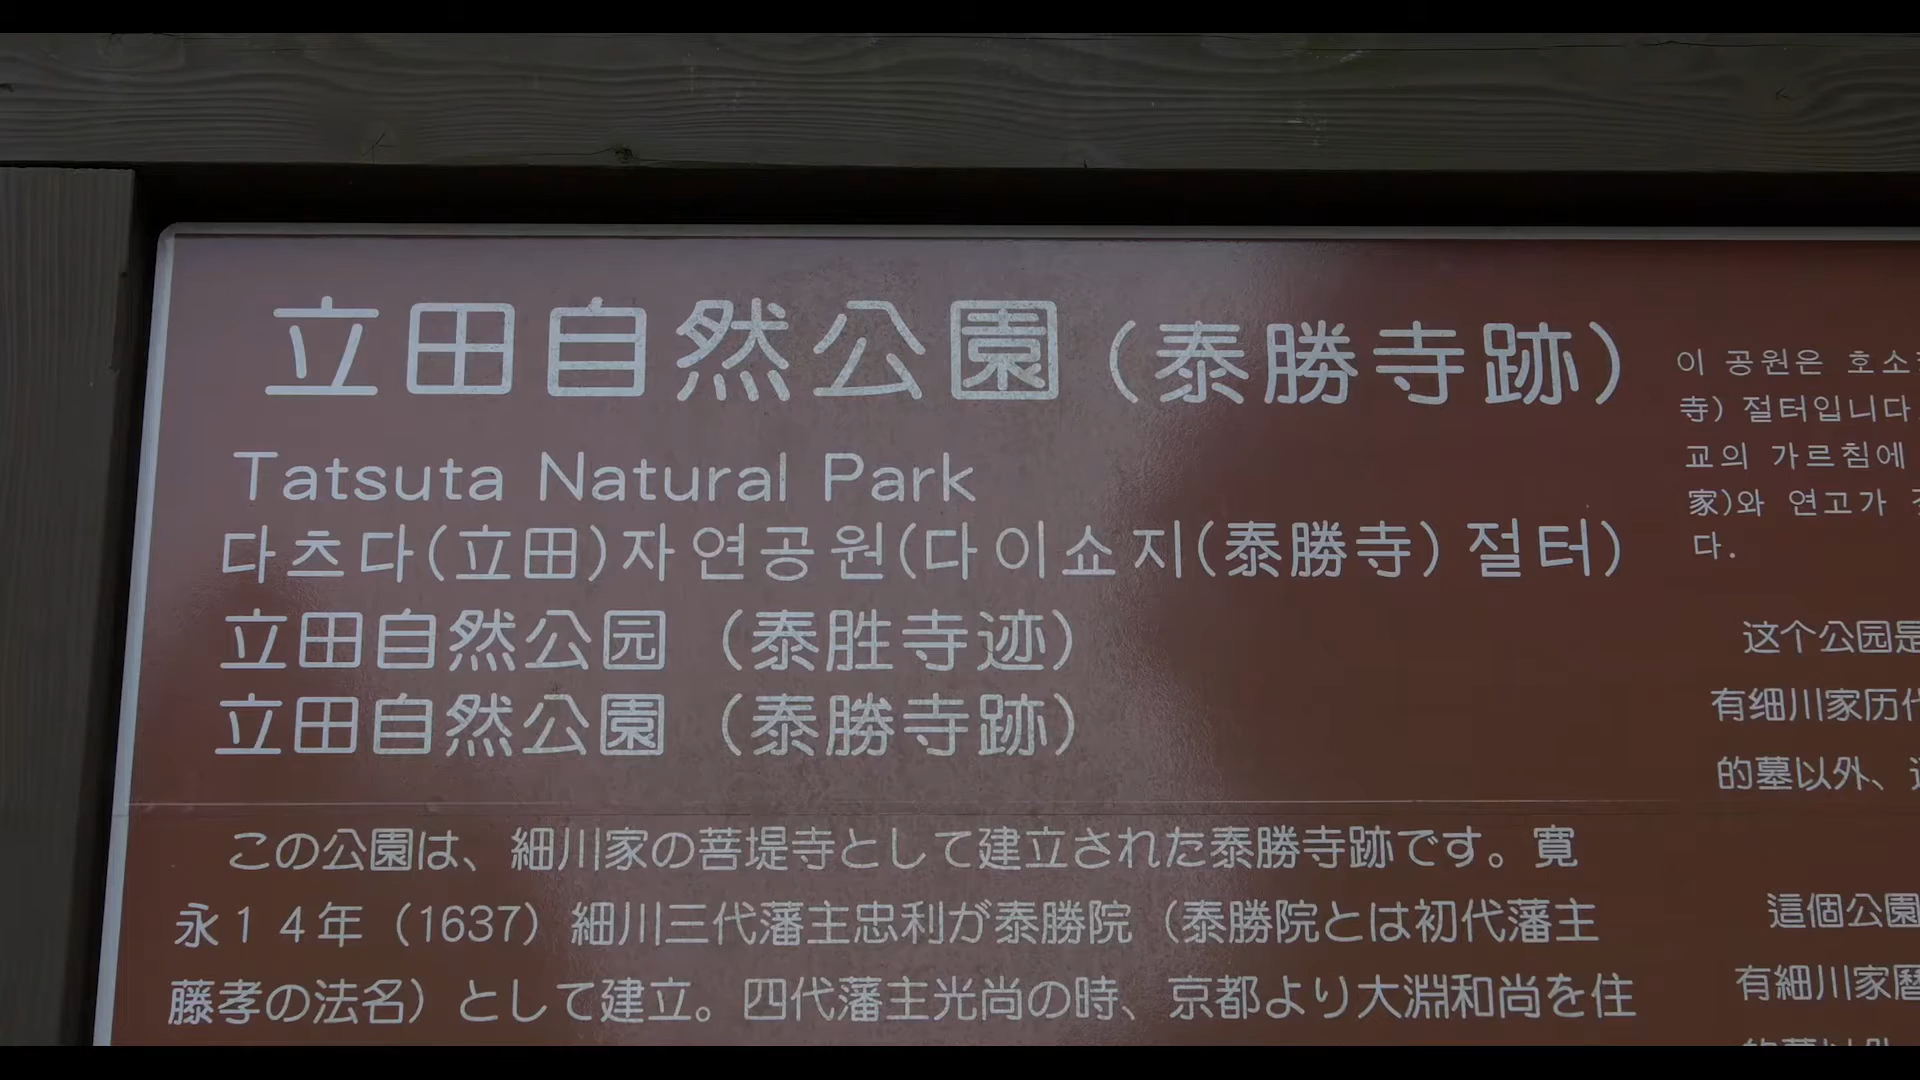 立田自然公園（泰勝寺跡）
Tatsuta Natural Park
다츠다(立田)자연공원(다이쇼지(泰勝寺) 절터)
立田自然公园（泰胜寺迹）
立田自然公園（泰勝寺跡）
この公園は、細川家の菩堤寺として建立された泰勝寺跡です。寛
永１４年（1637）細川三代藩主忠利が泰勝院（泰勝院とは初代藩主
藤孝の法名）として建立。四代藩主光尚の時、京都より大淵和尚を住
이 공원은 호소
寺) 절터입니다
교의 가르침에
家)와 연고가
다.
这个公园是
有细川家历代
的墓以外、
這個公園
有細川家曆